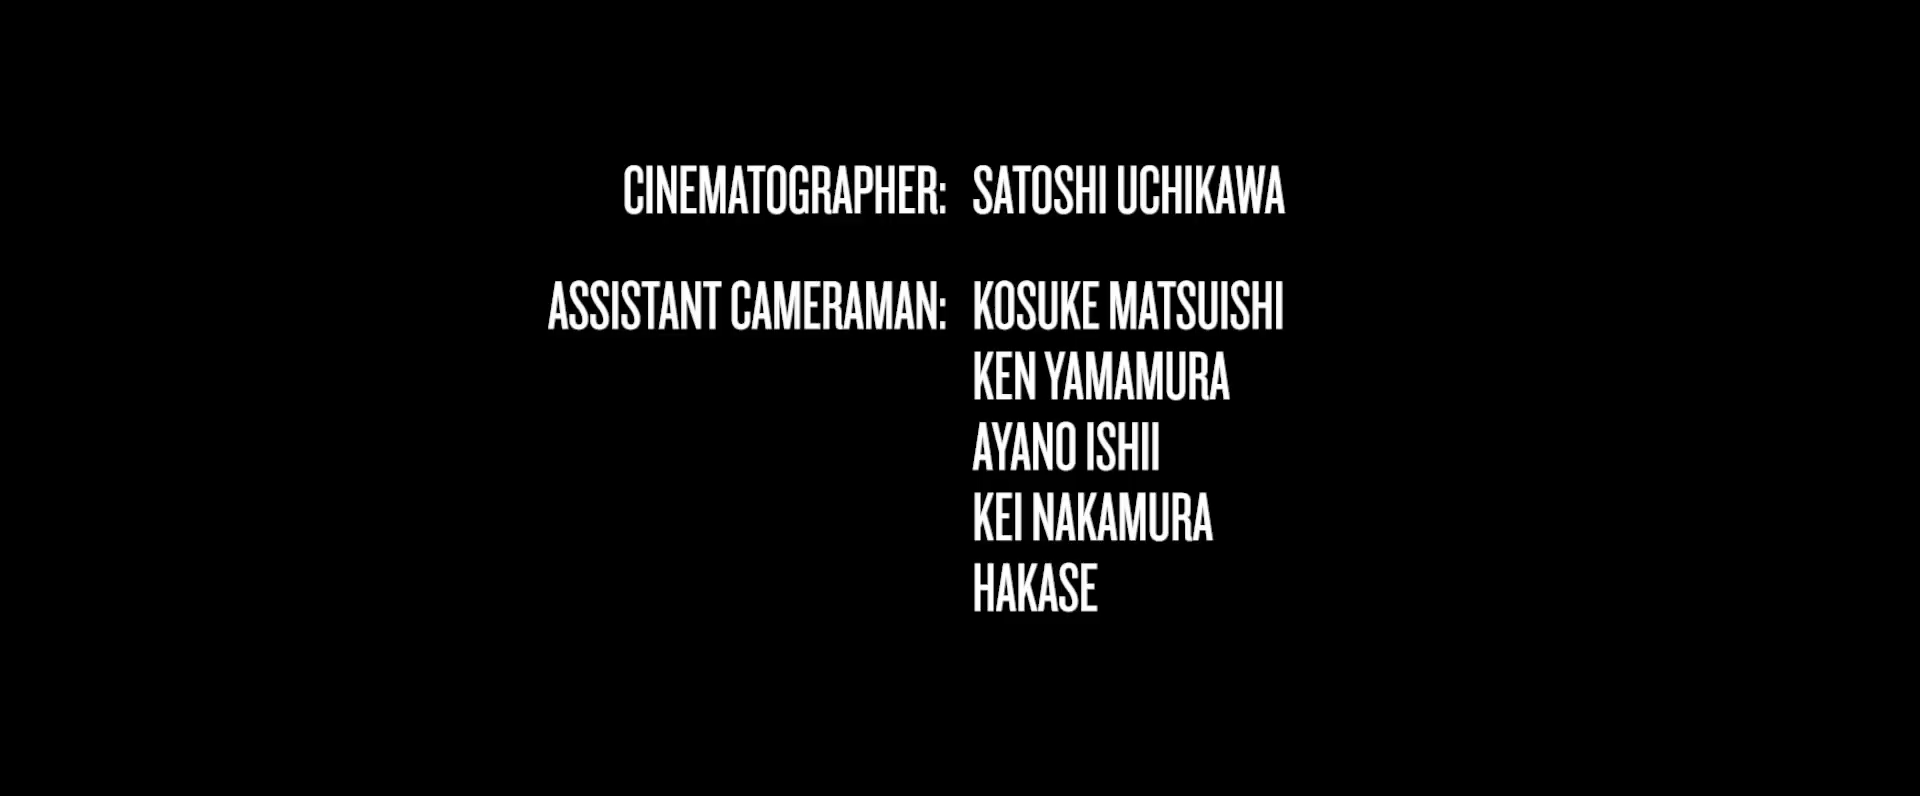 CINEMATOGRAPHER: SATOSHI UCHIKAWA
ASSISTANT CAMERAMAN: KOSUKE MATSUISHI
KEN YAMAMURA
AYANO ISHII
KEI NAKAMURA
HAKASE